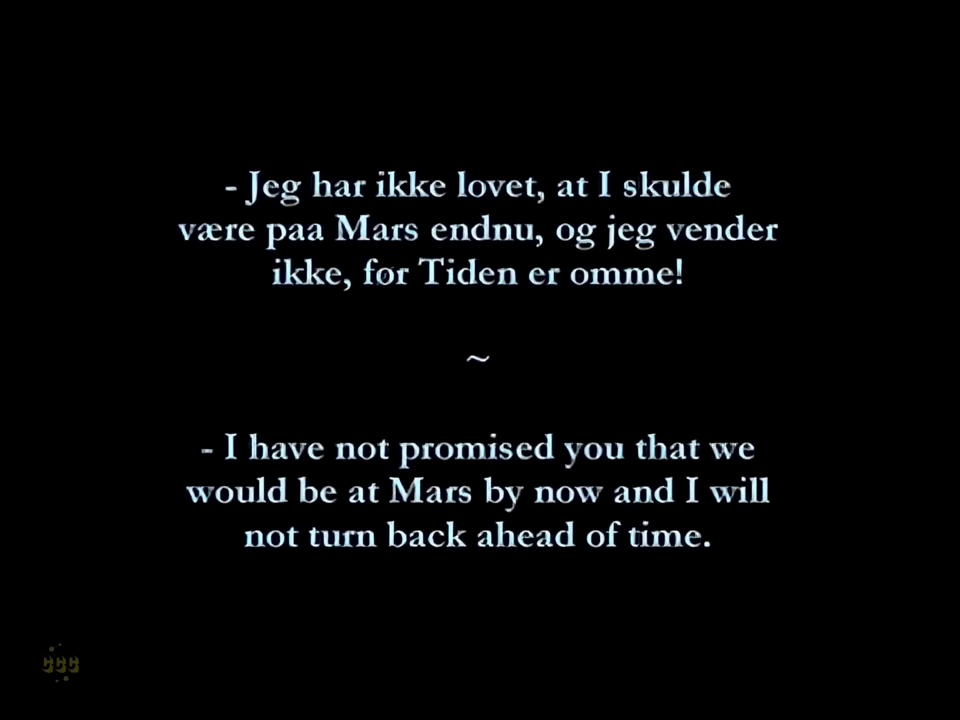 - Jeg har ikke lovet, at I skulde
være paa Mars endnu, og jeg vender
ikke, før Tiden er omme!
~
- I have not promised you that we
would be at Mars by now and I will
not turn back ahead of time.
CCC